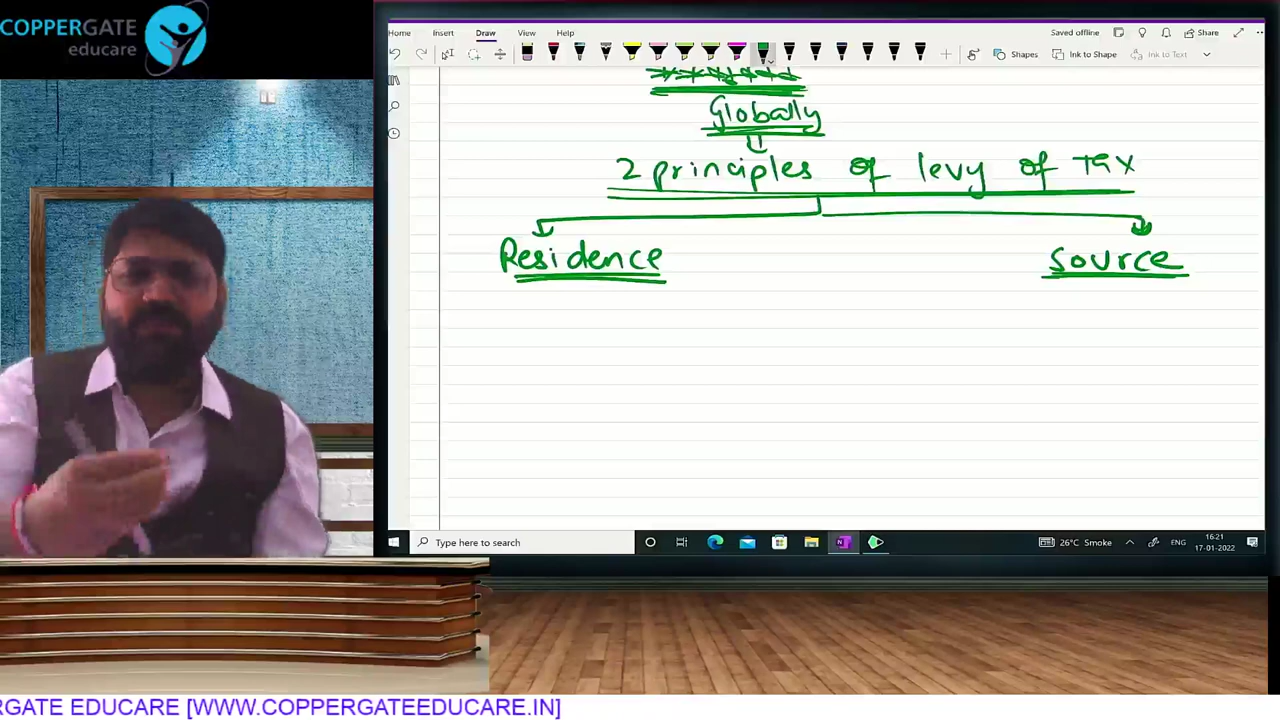 COPPERGATE
educare
Home Insert Draw View Help
Saved offline
Share
Shapes
Ink to Shape
Ink to Text
Globally
2 principles of levy of Tax
Residence
Source
Type here to search
26°C Smoke
ENG
16:21
17-01-2022
RGATE EDUCARE [WWW.COPPERGATEEDUCARE.IN]